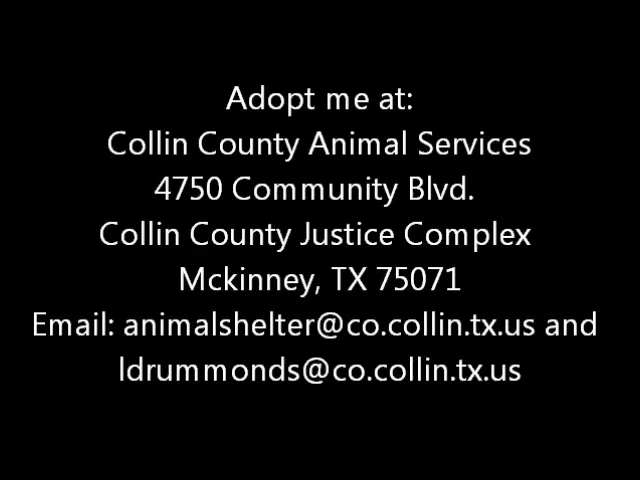 Adopt me at:
Collin County Animal Services
4750 Community Blvd.
Collin County Justice Complex
Mckinney, TX 75071
Email: animalshelter@co.collin.tx.us and
ldrummonds@co.collin.tx.us